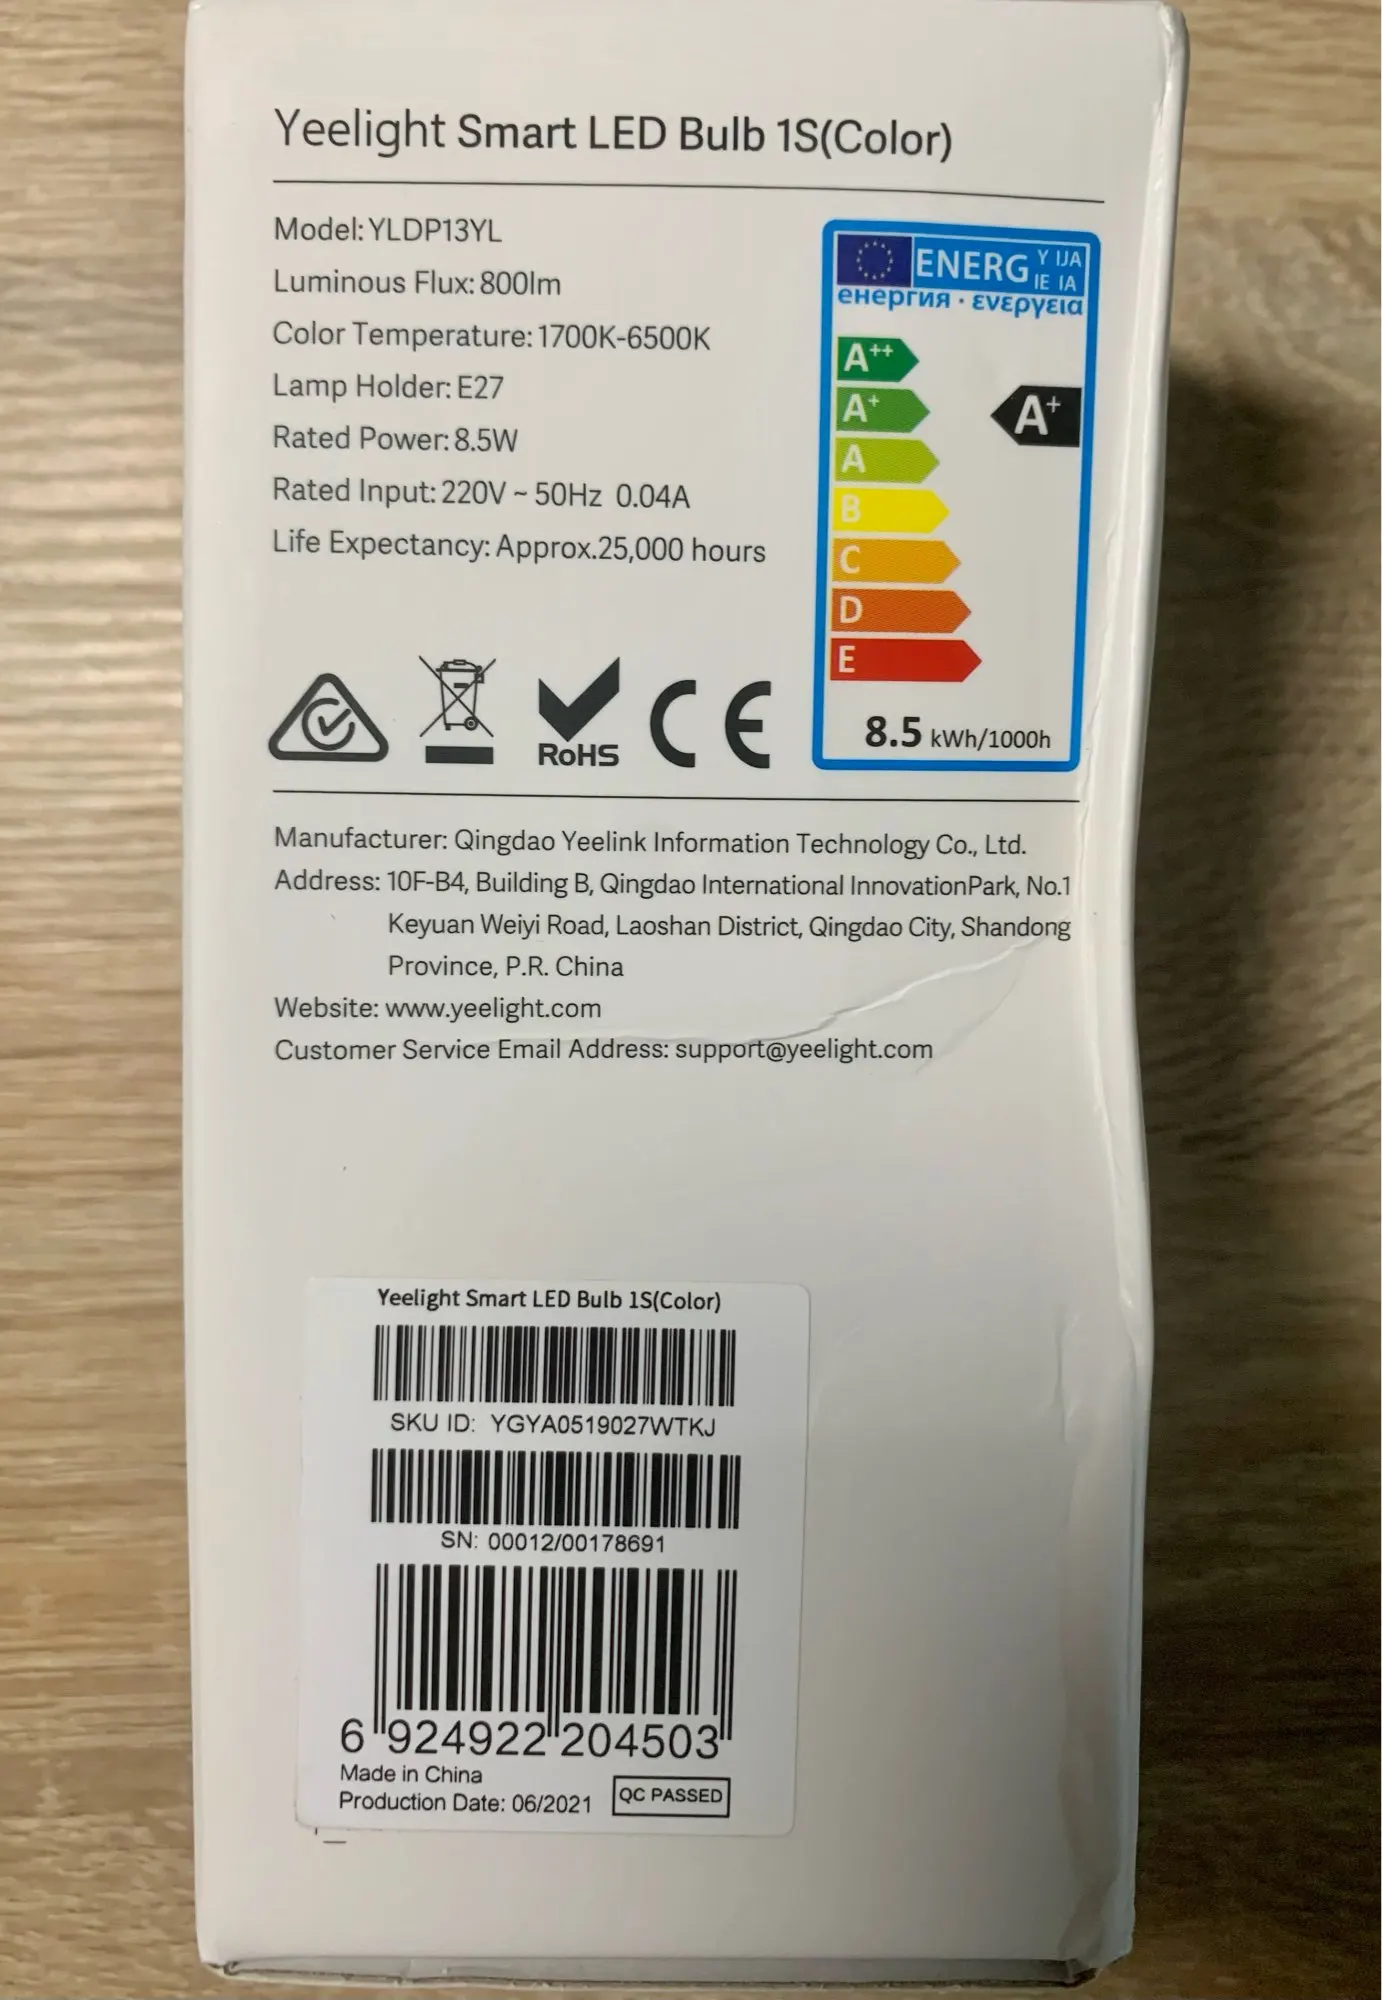 Yeelight Smart LED Bulb 1S(Color)
Model: YLDP13YL
Luminous Flux: 800lm
Color Temperature: 1700K-6500K
Lamp Holder: E27
Rated Power: 8.5W
Rated Input: 220V ~ 50Hz 0.04A
Life Expectancy: Approx.25,000 hours
ENERG Y IJA
IE IA
енергия · ενεργεια
A++
A+
A+
A
B
C
D
E
8.5 kWh/1000h
RoHS
CE
Manufacturer: Qingdao Yeelink Information Technology Co., Ltd.
Address: 10F-B4, Building B, Qingdao International InnovationPark, No.1
Keyuan Weiyi Road, Laoshan District, Qingdao City, Shandong
Province, P.R. China
Website: www.yeelight.com
Customer Service Email Address: support@yeelight.com
Yeelight Smart LED Bulb 1S(Color)
SKU ID: YGYA0519027WTKJ
SN: 00012/00178691
6 924922 204503
Made in China
Production Date: 06/2021
QC PASSED